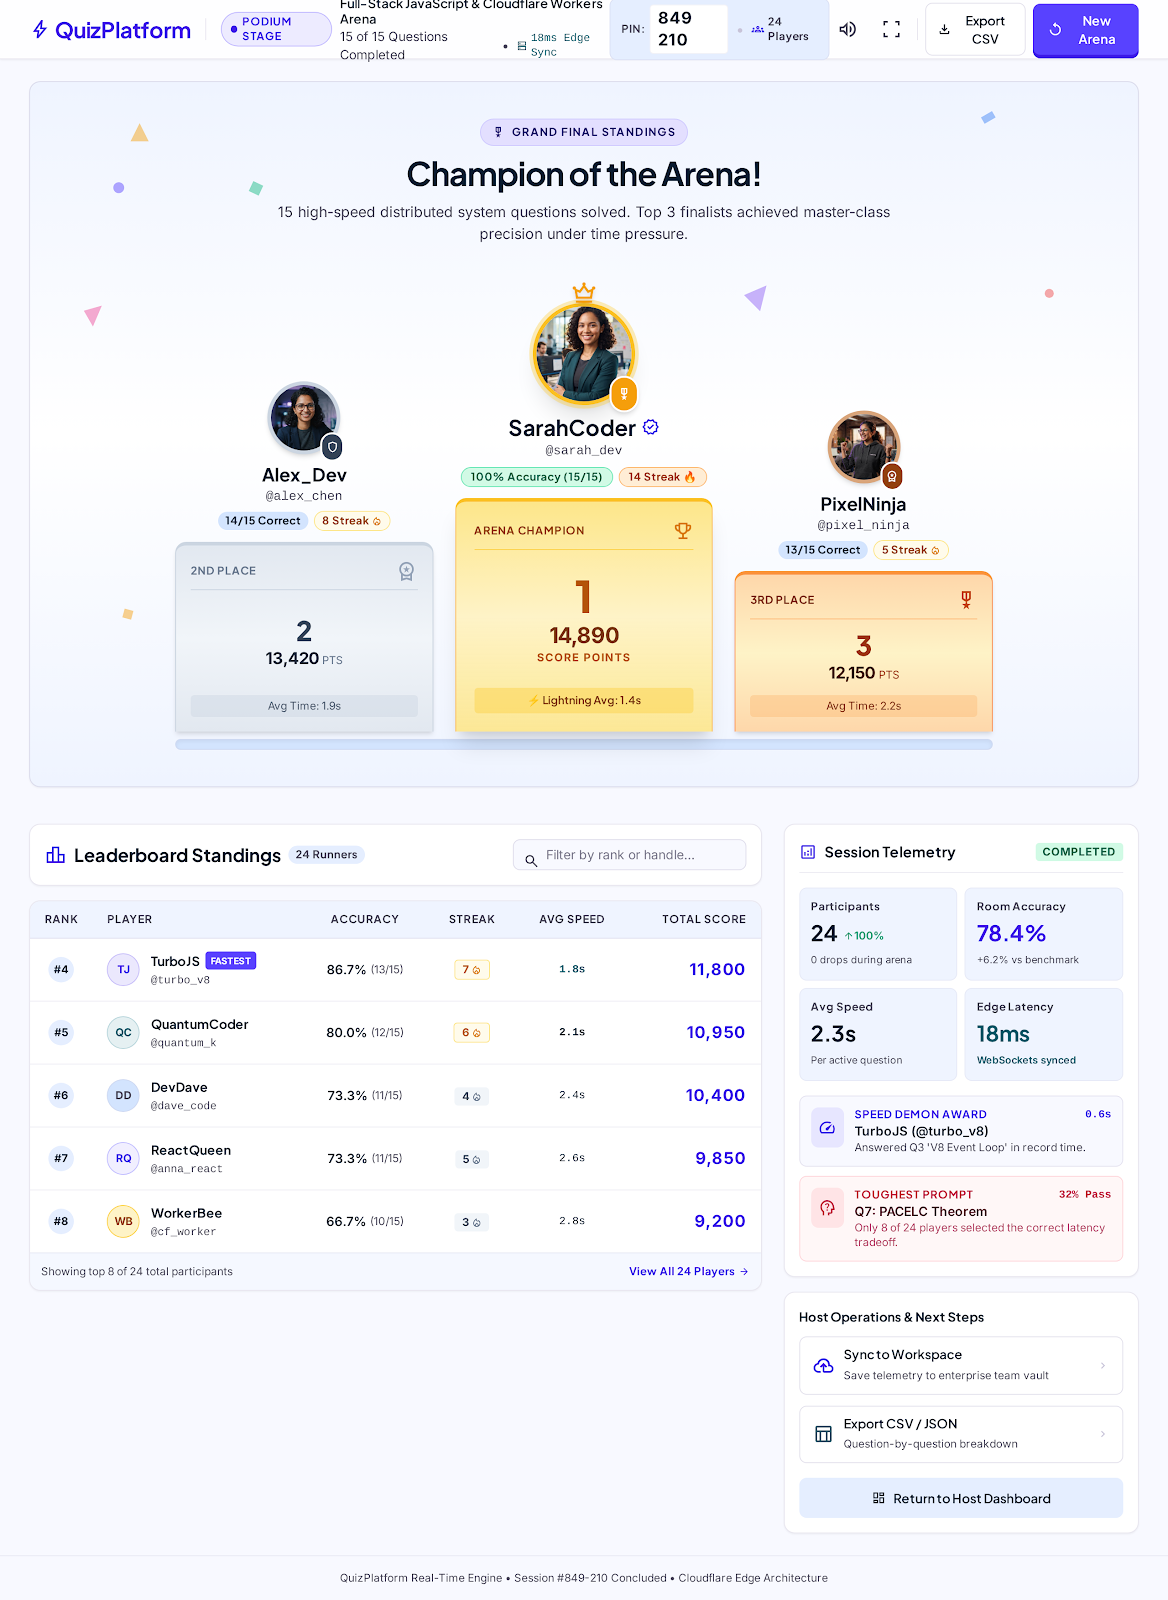 QuizPlatform
PODIUM
STAGE
Full-Stack JavaScript & Cloudflare Workers
Arena
15 of 15 Questions
Completed
• 18ms Edge
Sync
PIN:
849
210
24
Players
Export
CSV
New
Arena
GRAND FINAL STANDINGS
Champion of the Arena!
15 high-speed distributed system questions solved. Top 3 finalists achieved master-class
precision under time pressure.
SarahCoder
@sarah_dev
100% Accuracy (15/15) 14 Streak 🔥
Alex_Dev
@alex_chen
14/15 Correct 8 Streak
PixelNinja
@pixel_ninja
13/15 Correct 5 Streak
2ND PLACE
2
13,420 PTS
Avg Time: 1.9s
ARENA CHAMPION
1
14,890
SCORE POINTS
⚡ Lightning Avg: 1.4s
3RD PLACE
3
12,150 PTS
Avg Time: 2.2s
Leaderboard Standings 24 Runners
Filter by rank or handle...
RANK PLAYER ACCURACY STREAK AVG SPEED TOTAL SCORE
#4 TJ TurboJS FASTEST 86.7% (13/15) 7 1.8s 11,800
@turbo_v8
#5 QC QuantumCoder 80.0% (12/15) 6 2.1s 10,950
@quantum_k
#6 DD DevDave 73.3% (11/15) 4 2.4s 10,400
@dave_code
#7 RQ ReactQueen 73.3% (11/15) 5 2.6s 9,850
@anna_react
#8 WB WorkerBee 66.7% (10/15) 3 2.8s 9,200
@cf_worker
Showing top 8 of 24 total participants View All 24 Players →
Session Telemetry COMPLETED
Participants
24 ↑100%
0 drops during arena
Room Accuracy
78.4%
+6.2% vs benchmark
Avg Speed
2.3s
Per active question
Edge Latency
18ms
WebSockets synced
SPEED DEMON AWARD 0.6s
TurboJS (@turbo_v8)
Answered Q3 'V8 Event Loop' in record time.
TOUGHEST PROMPT 32% Pass
Q7: PACELC Theorem
Only 8 of 24 players selected the correct latency
tradeoff.
Host Operations & Next Steps
Sync to Workspace
Save telemetry to enterprise team vault
Export CSV / JSON
Question-by-question breakdown
Return to Host Dashboard
QuizPlatform Real-Time Engine • Session #849-210 Concluded • Cloudflare Edge Architecture